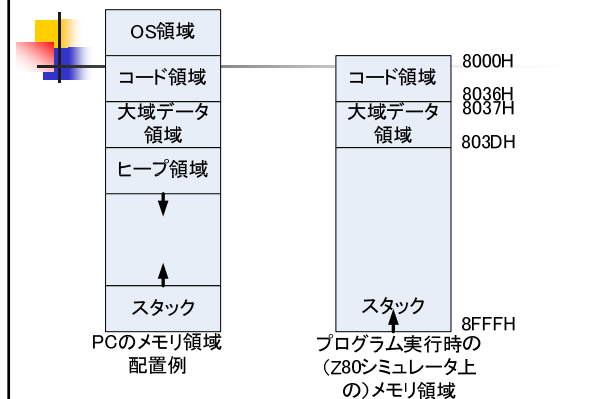 OS領域
コード領域
大域データ
領域
ヒープ領域
スタック
PCのメモリ領域
配置例
8000H
コード領域
8036H
8037H
大域データ
領域
803DH
スタック
8FFFH
プログラム実行時の
(Z80シミュレータ上
の)メモリ領域